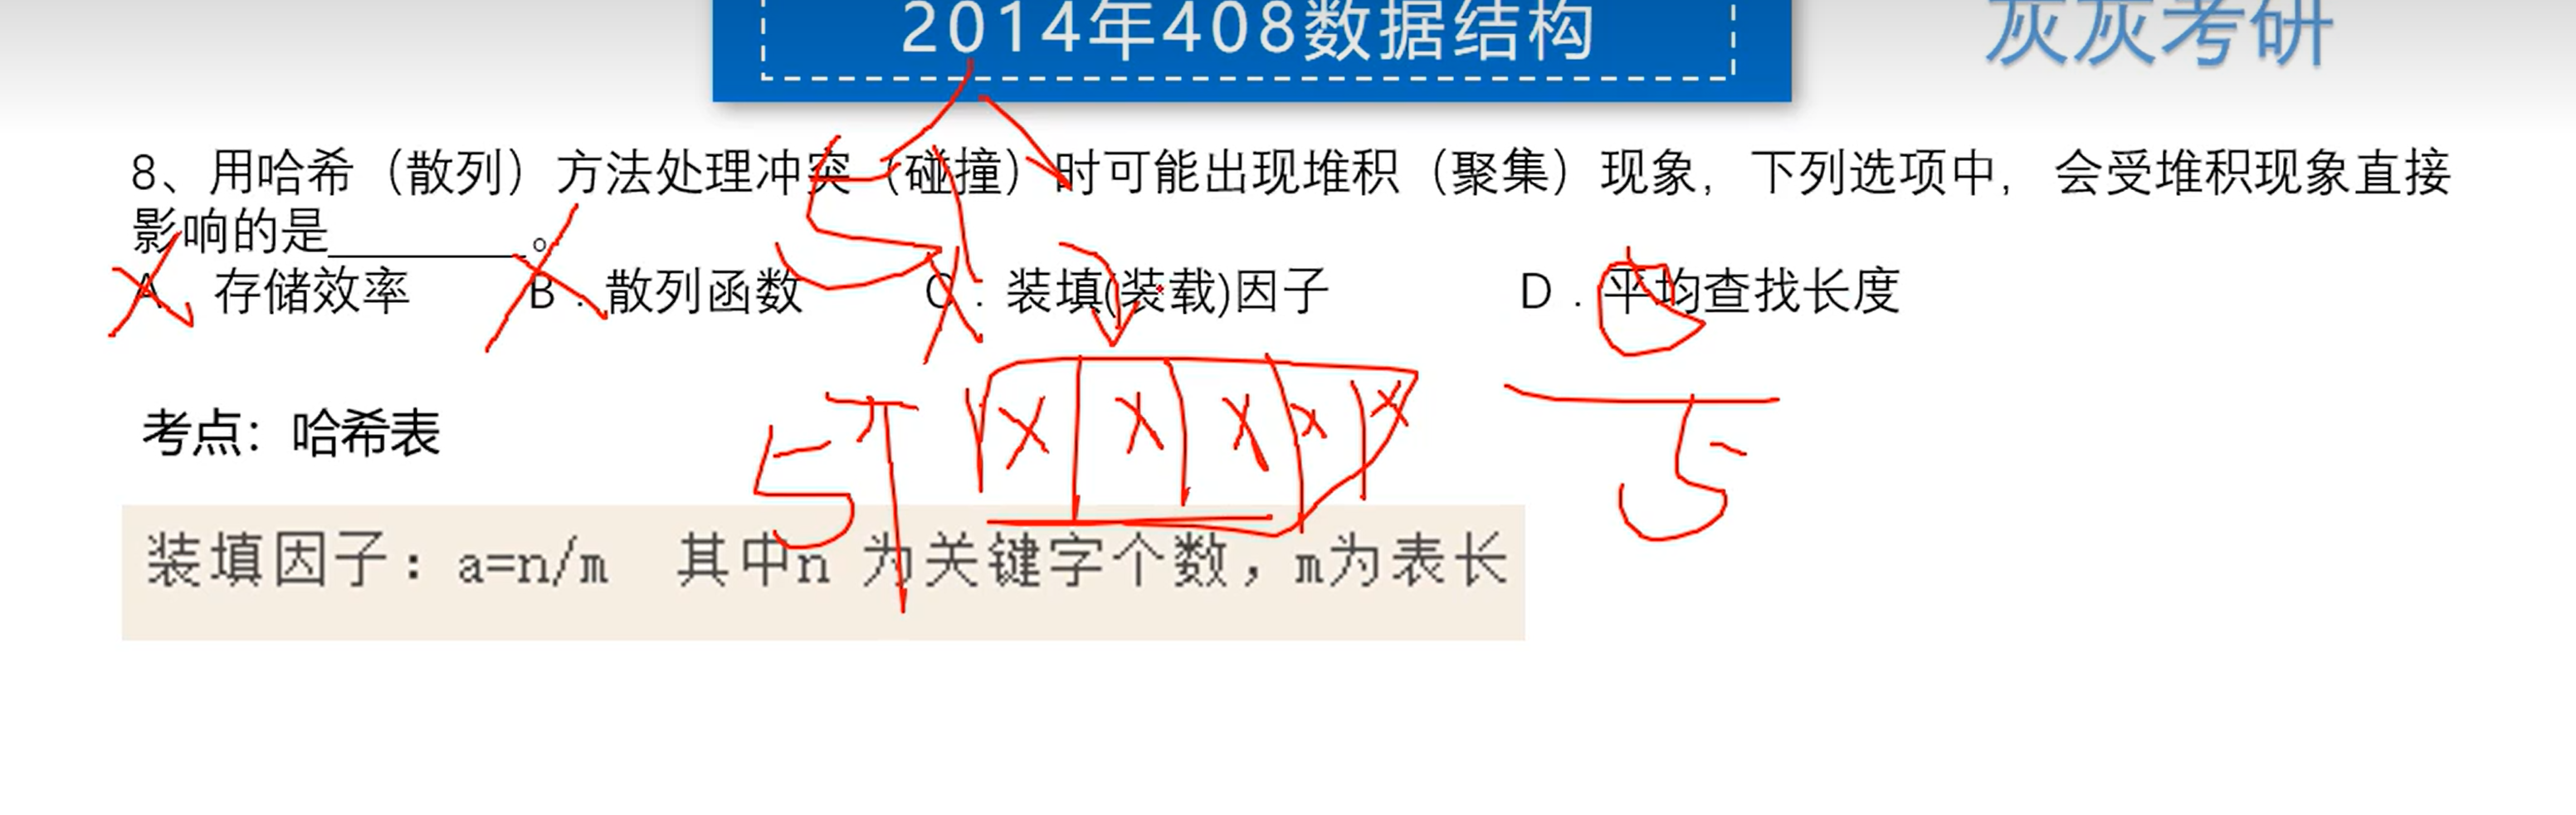 2014年408数据结构
灰灰考研
8、用哈希（散列）方法处理冲突（碰撞）时可能出现堆积（聚集）现象，下列选项中，会受堆积现象直接
影响的是________。
A、存储效率 B．散列函数 C．装填(装载)因子 D．平均查找长度
考点：哈希表
5个
5
装填因子：a=n/m 其中n 为关键字个数，m为表长